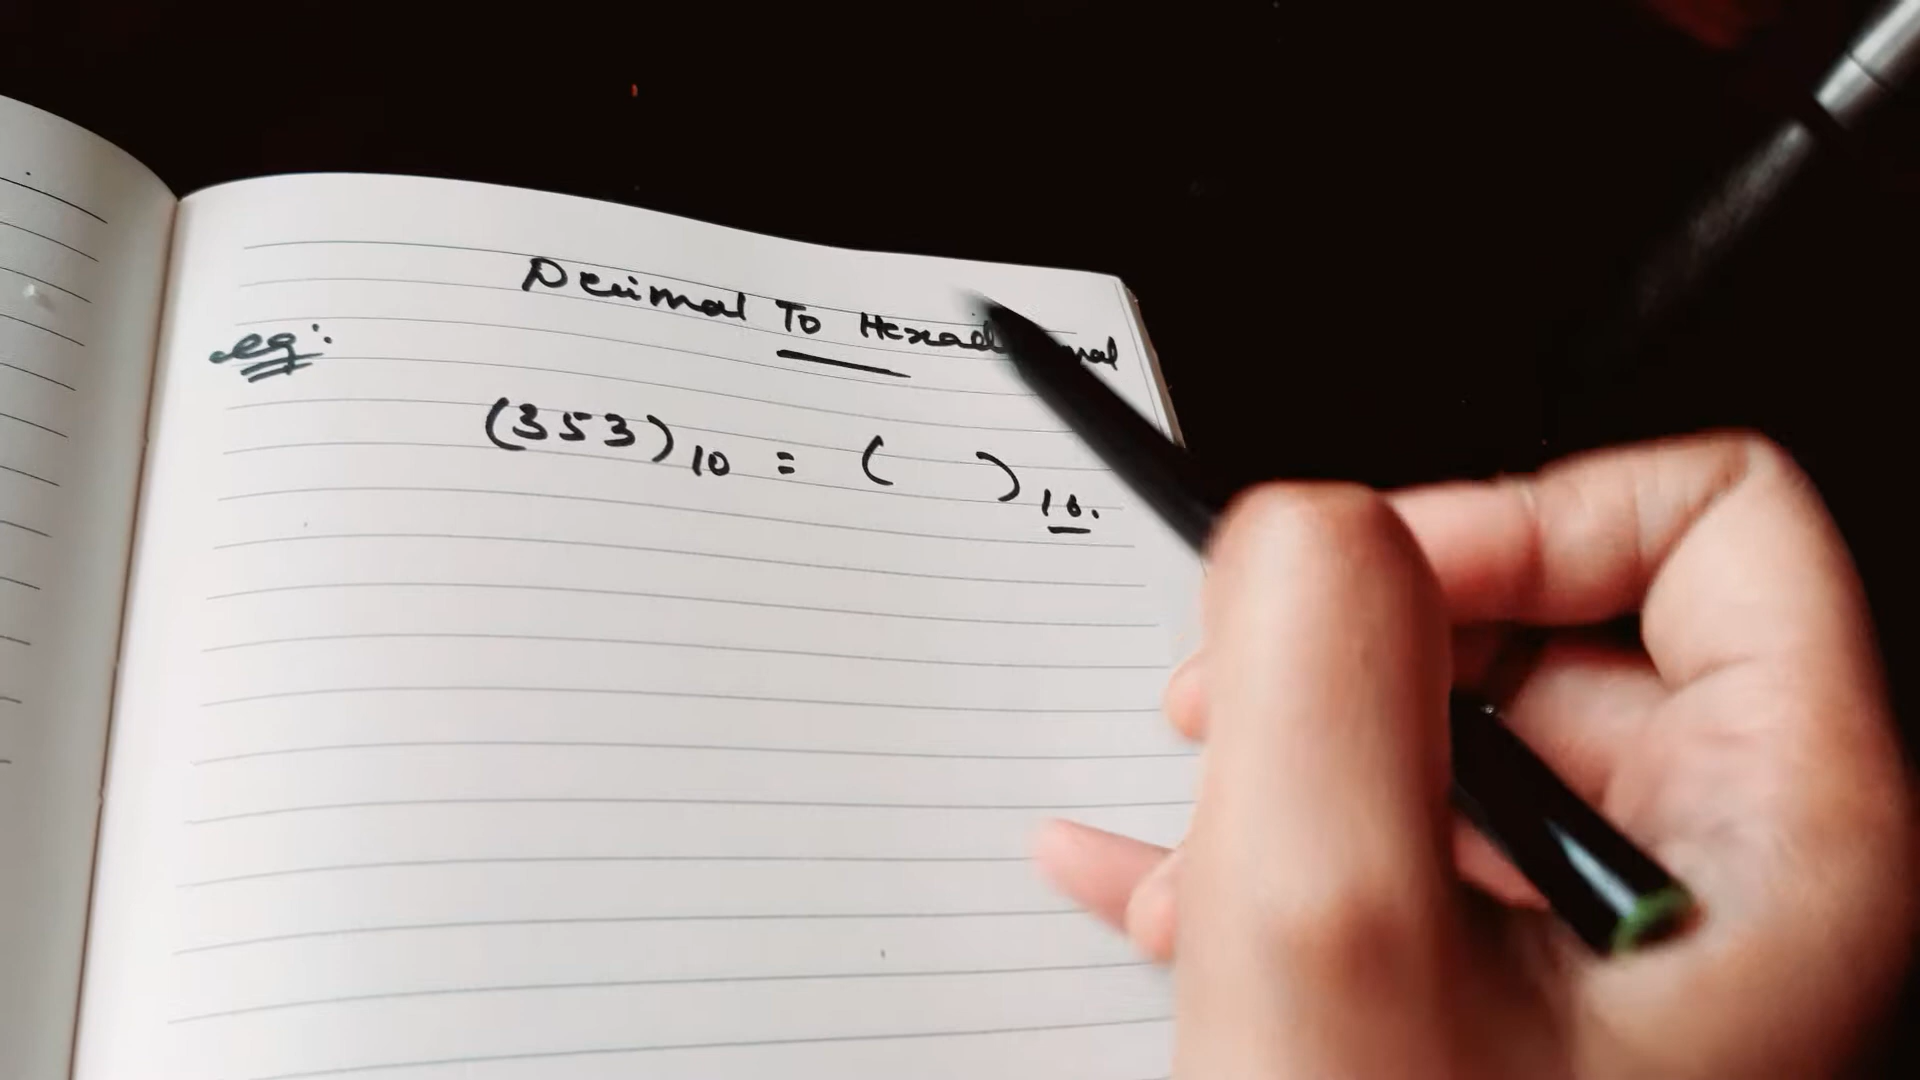 Decimal To
eg:
(353)10 = ( )16.